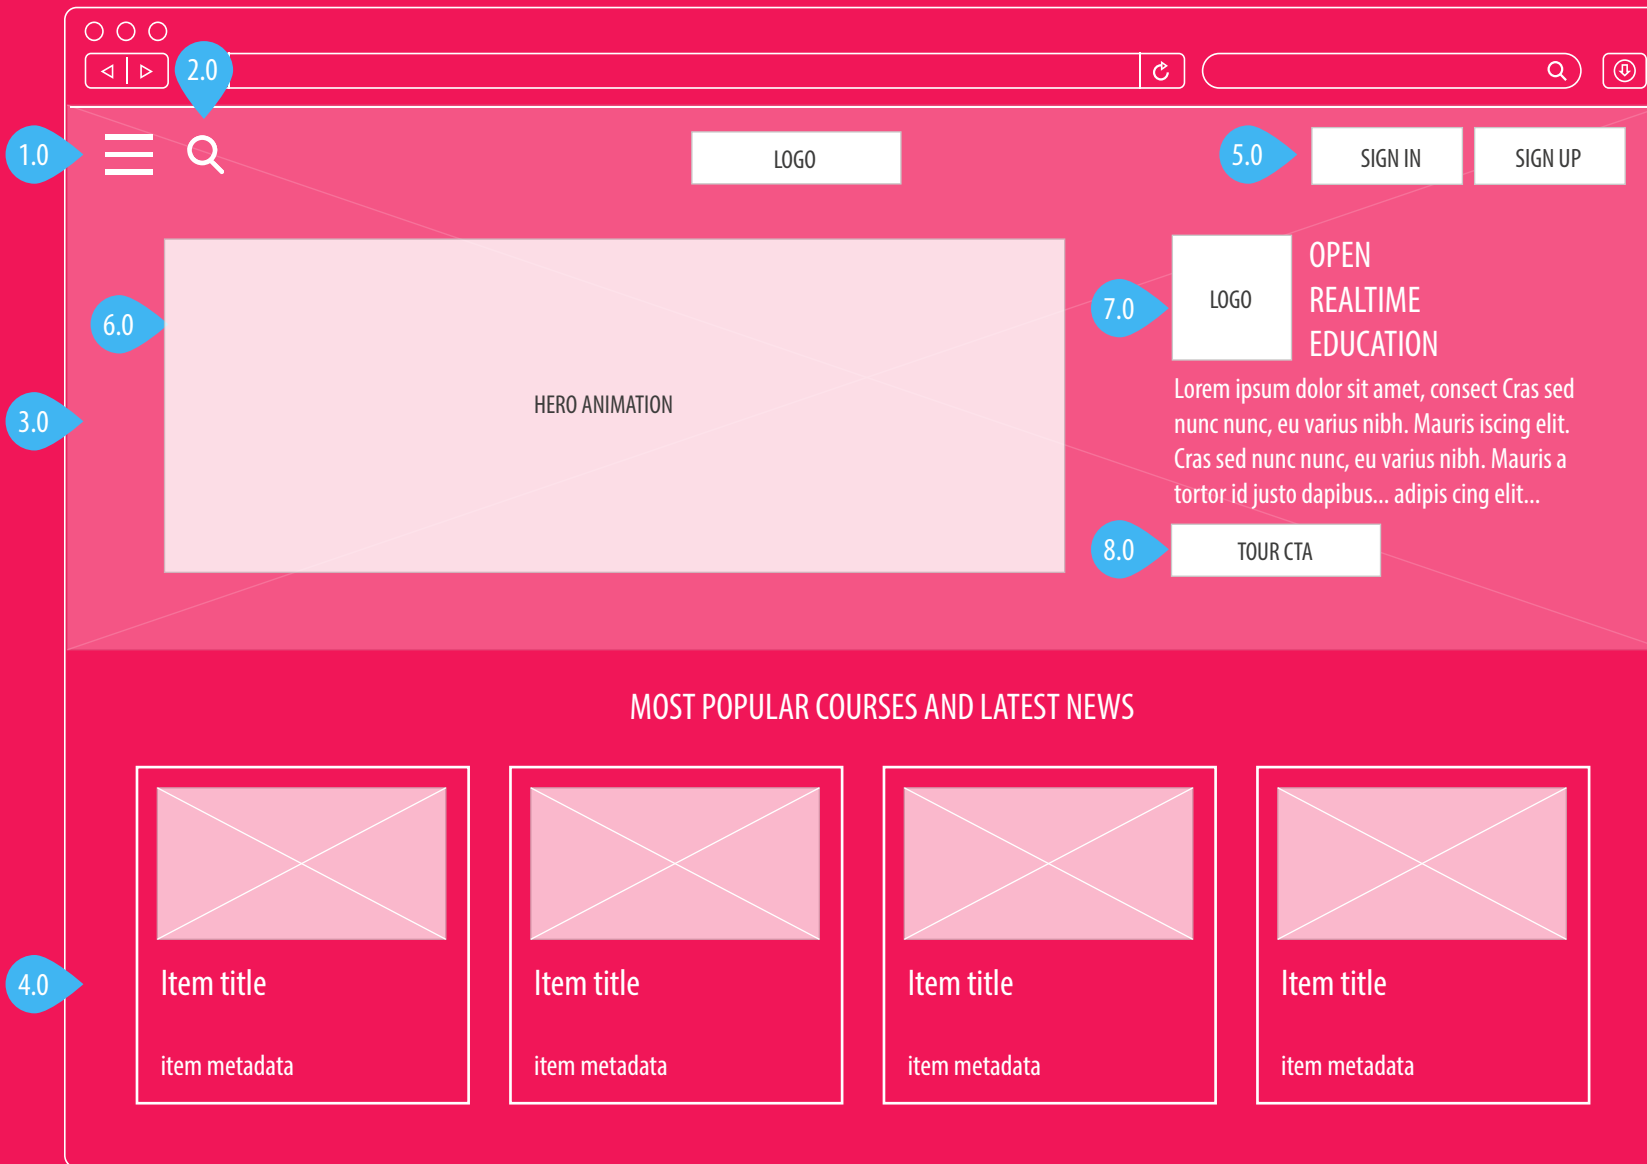 2.0
1.0
LOGO
5.0
SIGN IN
SIGN UP
6.0
HERO ANIMATION
3.0
7.0
LOGO
OPEN
REALTIME
EDUCATION
Lorem ipsum dolor sit amet, consect Cras sed
nunc nunc, eu varius nibh. Mauris iscing elit.
Cras sed nunc nunc, eu varius nibh. Mauris a
tortor id justo dapibus... adipis cing elit...
8.0
TOUR CTA
MOST POPULAR COURSES AND LATEST NEWS
4.0
Item title
item metadata
Item title
item metadata
Item title
item metadata
Item title
item metadata